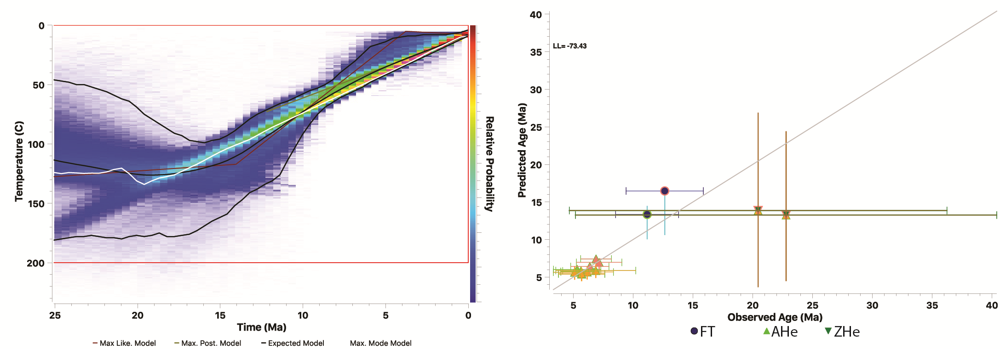 0
50
100
150
200
Temperature (C)
25
20
15
10
5
0
Time (Ma)
Relative Probability
Max Like. Model
Max. Post. Model
Expected Model
Max. Mode Model
40
35
30
25
20
15
10
5
Predicted Age (Ma)
LL= -73.43
5
10
15
20
25
30
35
40
Observed Age (Ma)
FT
AHe
ZHe